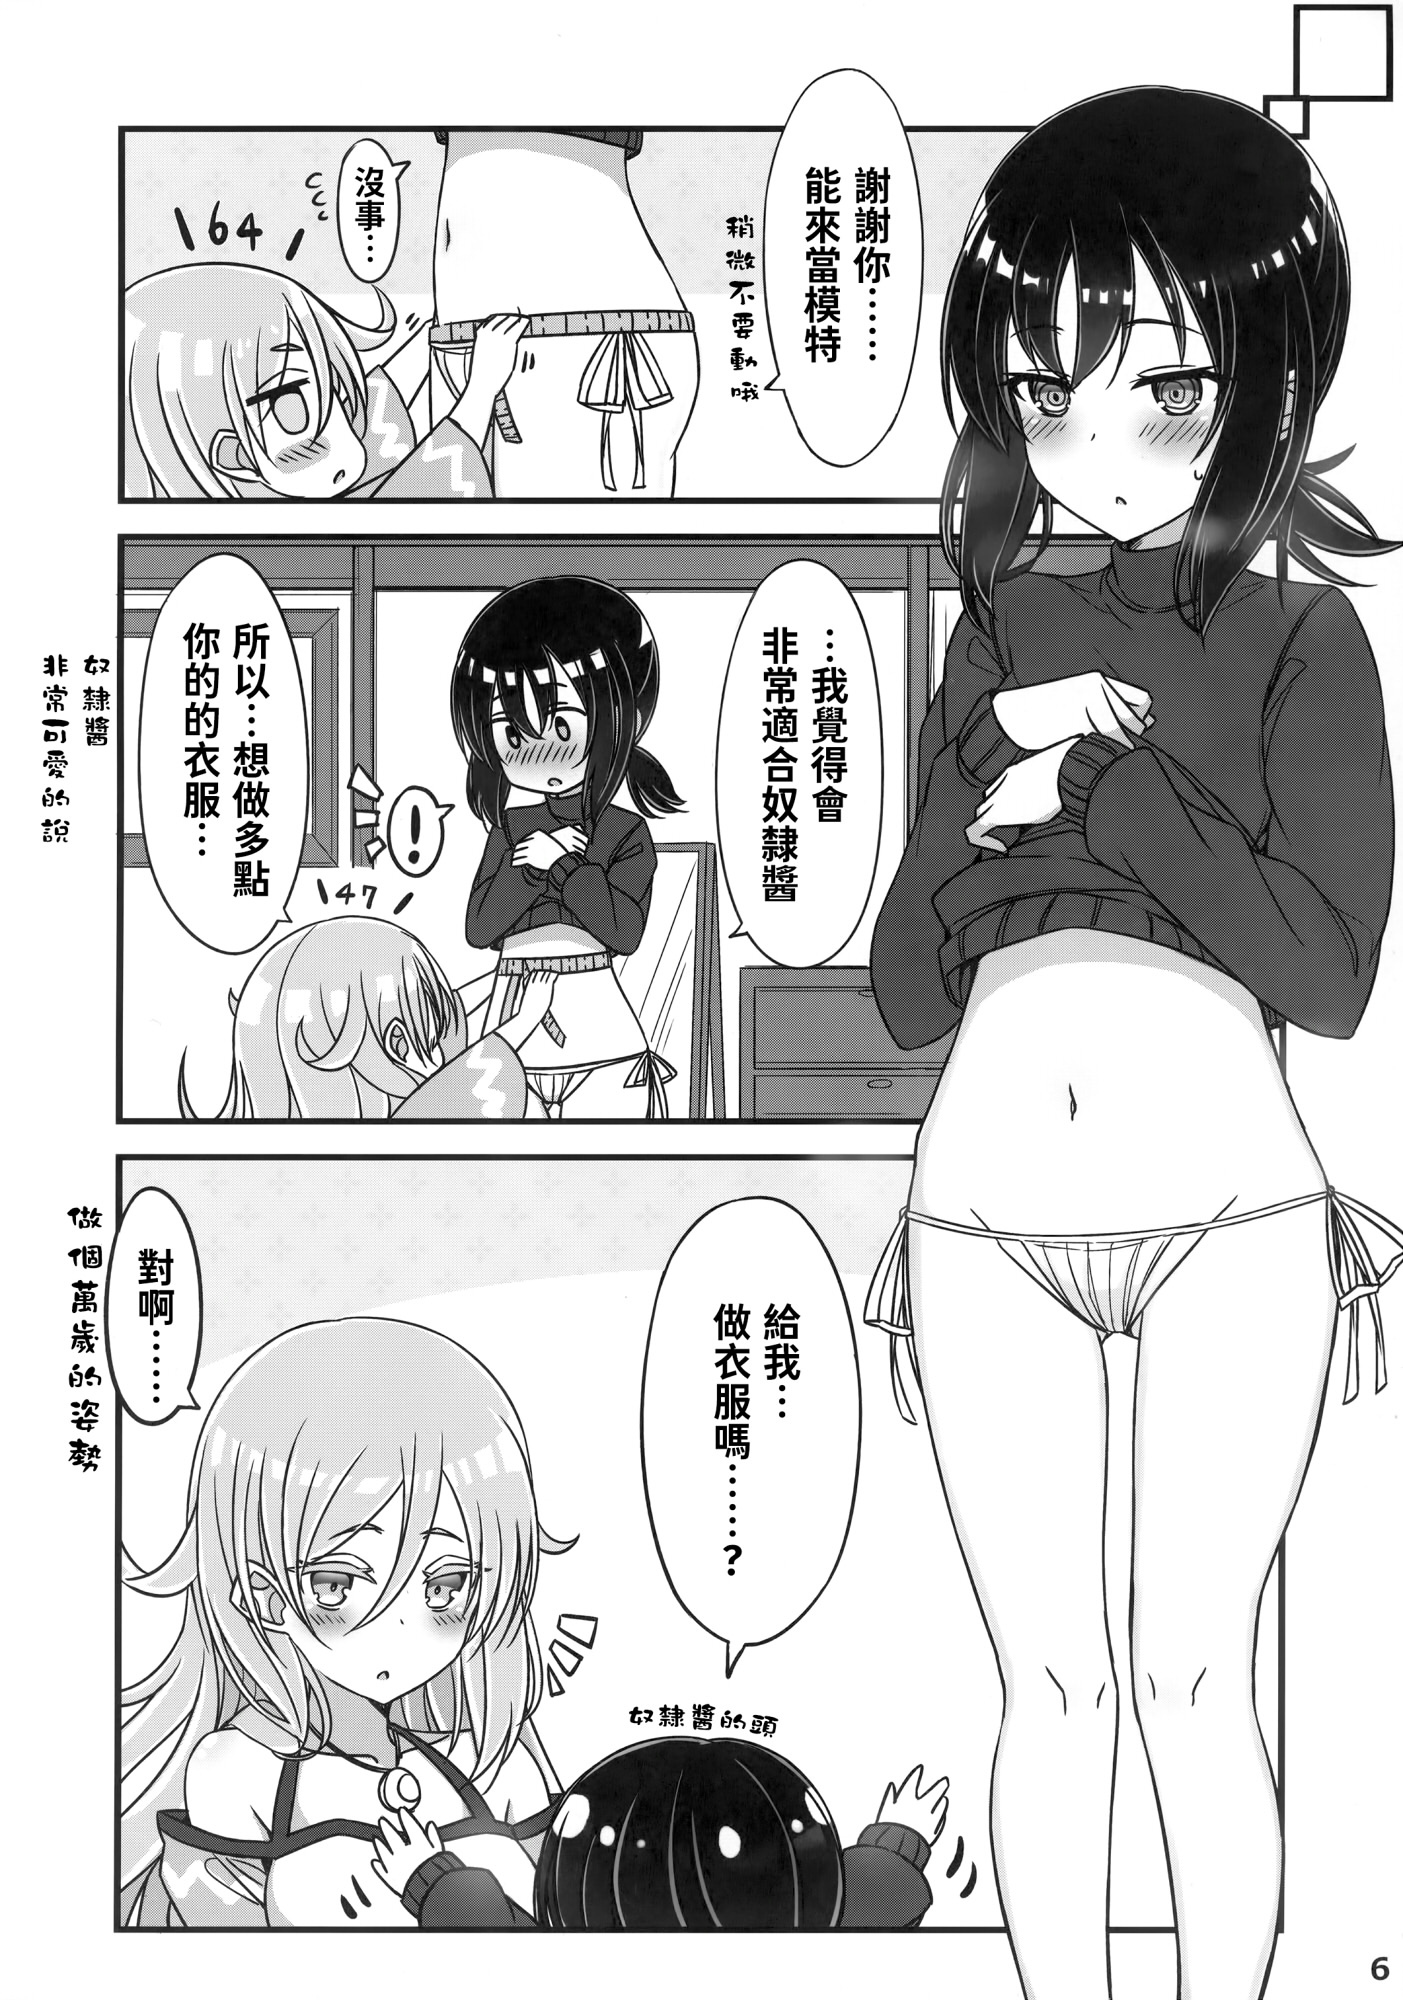 謝謝你……
能來當模特
稍微不要動哦
沒事…
64
…我覺得會
非常適合奴隸醬
所以…想做多點
你的的衣服…
!
47
奴隸醬
非常可愛的說
給我…
做衣服嗎……?
對啊……
做個萬歲的姿勢
奴隸醬的頭
6